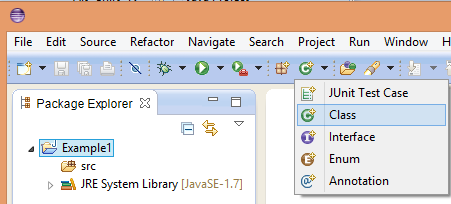 File Edit Source Refactor Navigate Search Project Run Window
Package Explorer
JUnit Test Case
Class
Interface
Enum
Annotation
Example1
src
JRE System Library [JavaSE-1.7]